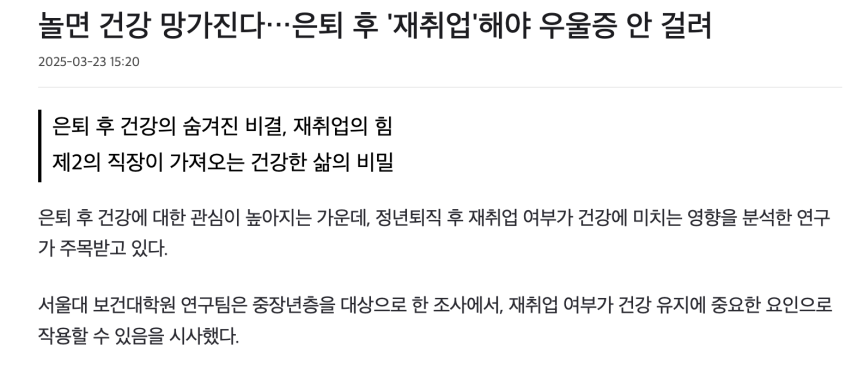 놀면 건강 망가진다…은퇴 후 '재취업'해야 우울증 안 걸려
2025-03-23 15:20
은퇴 후 건강의 숨겨진 비결, 재취업의 힘
제2의 직장이 가져오는 건강한 삶의 비밀
은퇴 후 건강에 대한 관심이 높아지는 가운데, 정년퇴직 후 재취업 여부가 건강에 미치는 영향을 분석한 연구
가 주목받고 있다.
서울대 보건대학원 연구팀은 중장년층을 대상으로 한 조사에서, 재취업 여부가 건강 유지에 중요한 요인으로
작용할 수 있음을 시사했다.